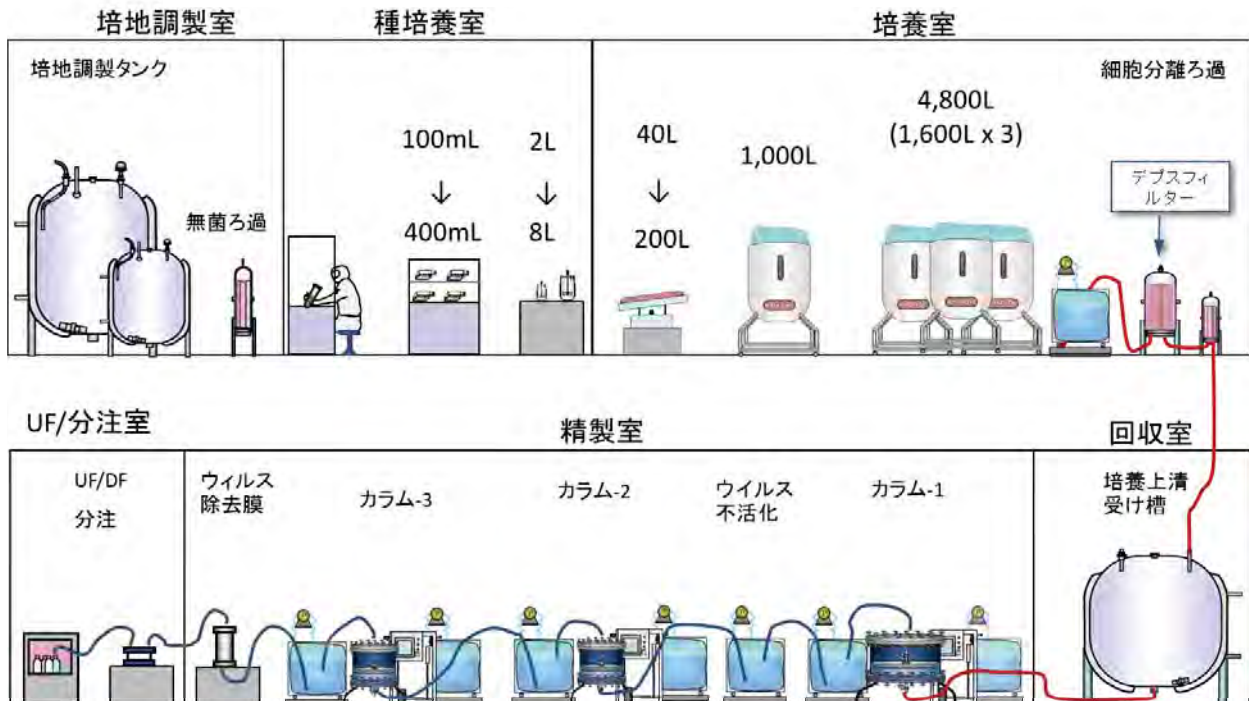 培地調製室
種培養室
培養室
培地調製タンク
無菌ろ過
100mL
↓
400mL
2L
↓
8L
40L
↓
200L
1,000L
4,800L
(1,600L x 3)
細胞分離ろ過
デプスフィ
ルター
UF/分注室
精製室
回収室
UF/DF
分注
ウィルス
除去膜
カラム-3
カラム-2
ウイルス
不活化
カラム-1
培養上清
受け槽